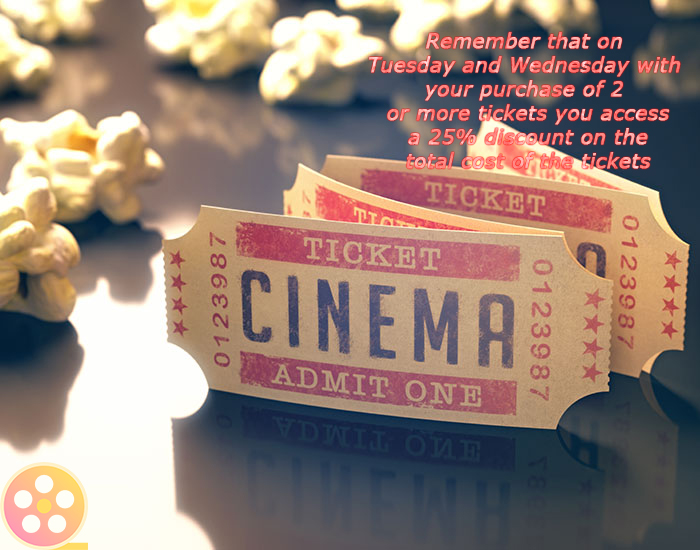 Remember that on
Tuesday and Wednesday with
your purchase of 2
or more tickets you access
a 25% discount on the
total cost of the tickets
TICKET
TICKET
CINEMA
ADMIT ONE
0123987
0123987
0123987